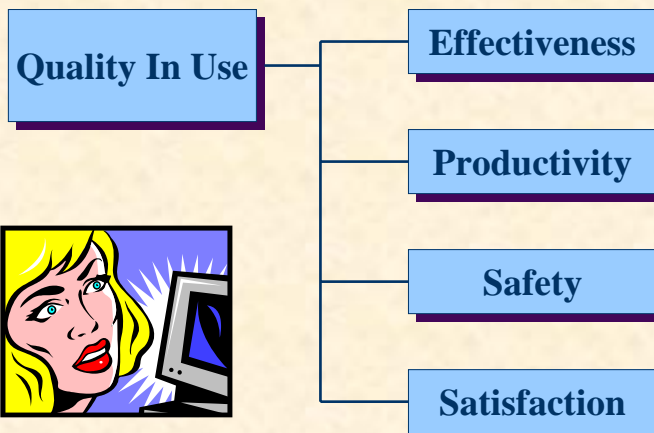 Quality In Use
Effectiveness
Productivity
Safety
Satisfaction